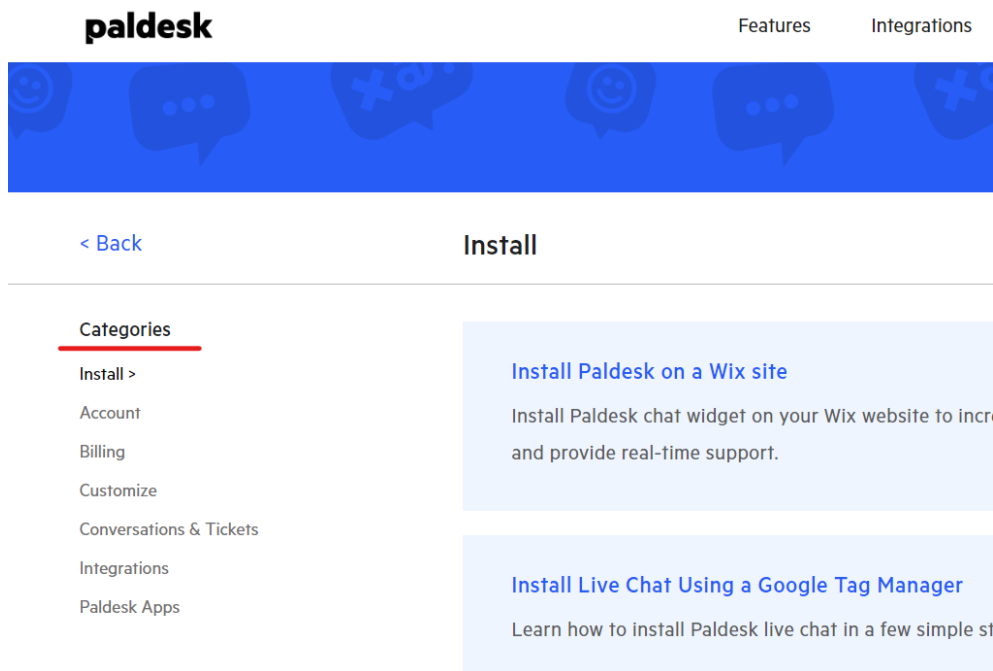 paldesk
Features
Integrations
< Back
Install
Categories
Install >
Account
Billing
Customize
Conversations & Tickets
Integrations
Paldesk Apps
Install Paldesk on a Wix site
Install Paldesk chat widget on your Wix website to
and provide real-time support.
Install Live Chat Using a Google Tag Manager
Learn how to install Paldesk live chat in a few simple